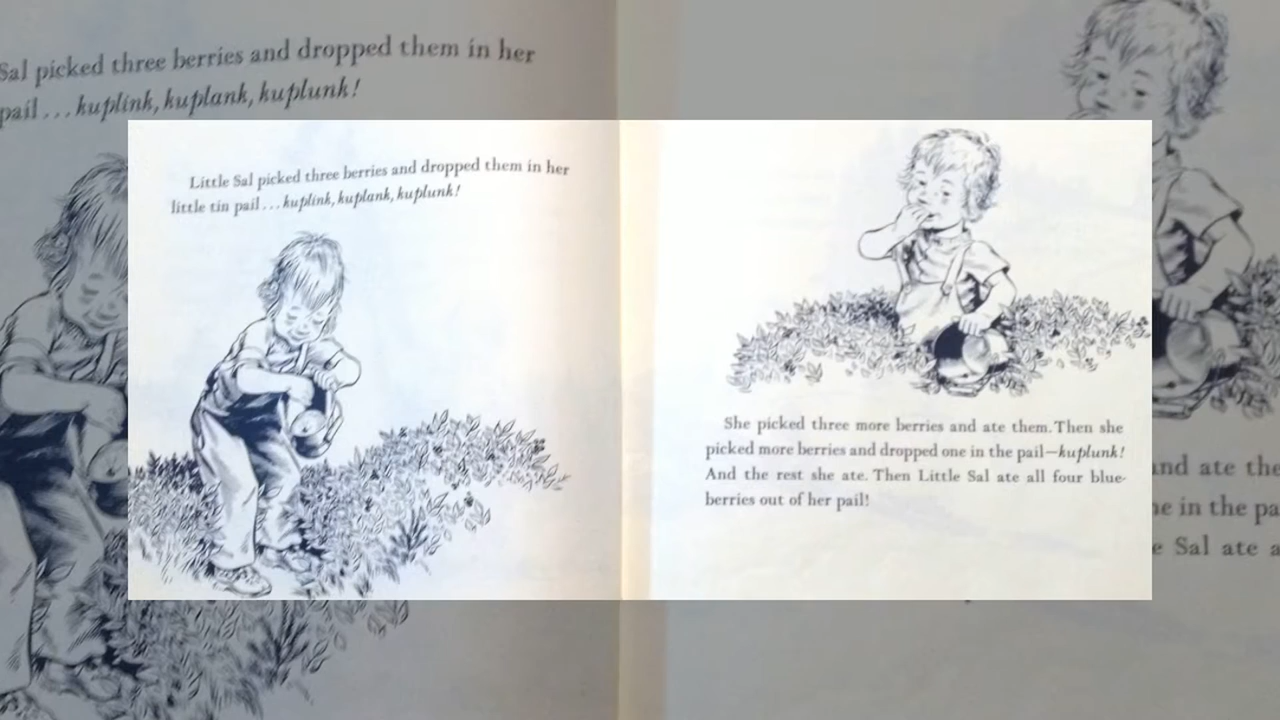 Sal picked three berries and dropped them in her
pail . . . kuplink, kuplank, kuplunk!
Little Sal picked three berries and dropped them in her
little tin pail . . . kuplink, kuplank, kuplunk!
She picked three more berries and ate them. Then she
picked more berries and dropped one in the pail—kuplunk!
And the rest she ate. Then Little Sal ate all four blue-
berries out of her pail!
and ate the
in the pa
Sal ate a